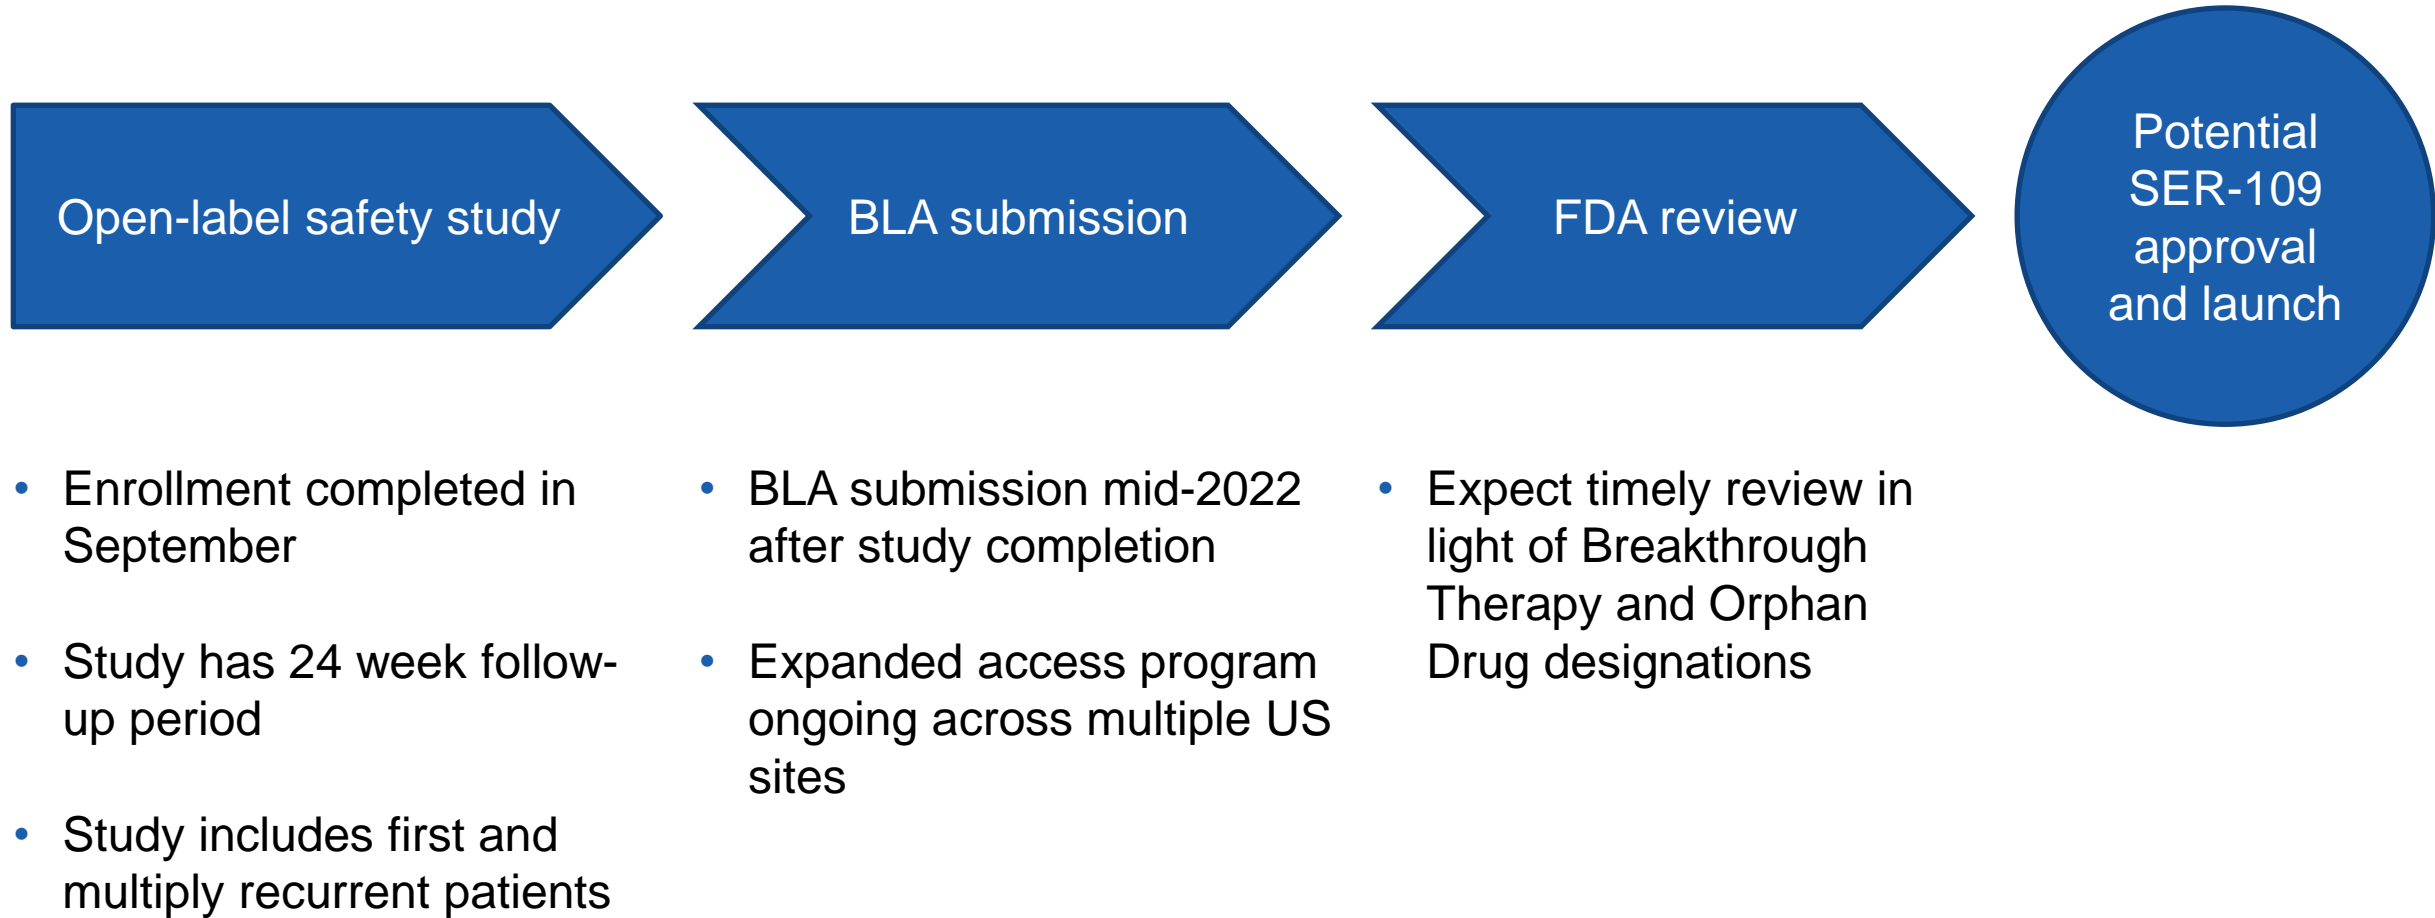 Open-label safety study
BLA submission
FDA review
Potential
SER-109
approval
and launch
• Enrollment completed in
September
• Study has 24 week follow-
up period
• Study includes first and
multiply recurrent patients
• BLA submission mid-2022
after study completion
• Expanded access program
ongoing across multiple US
sites
• Expect timely review in
light of Breakthrough
Therapy and Orphan
Drug designations